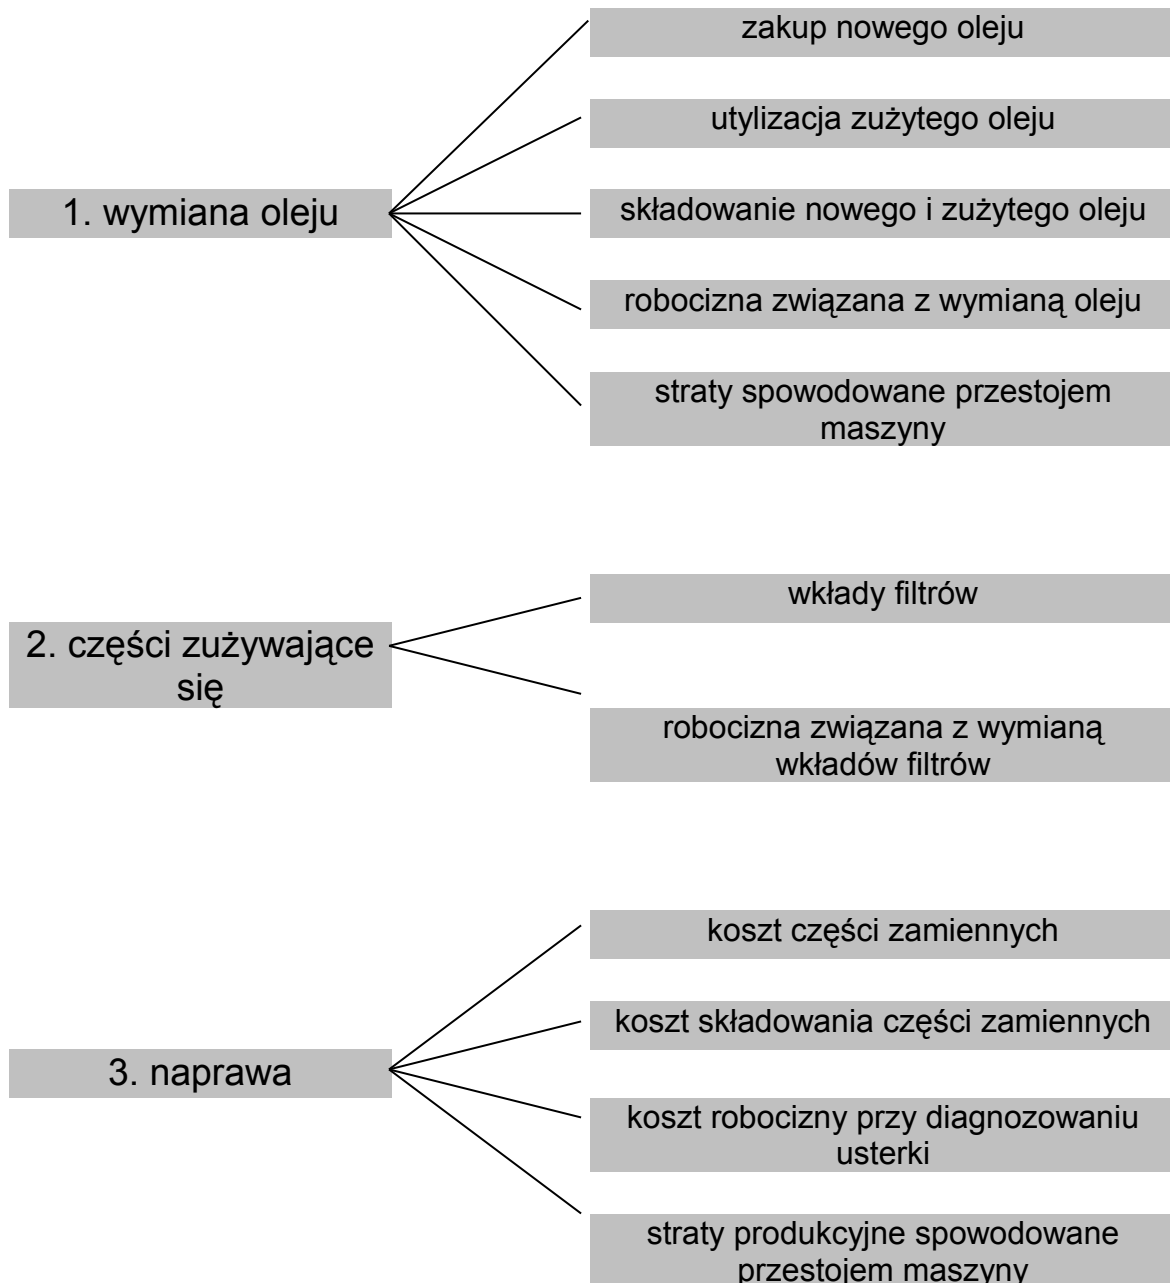 zakup nowego oleju
utylizacja zużytego oleju
1. wymiana oleju
składowanie nowego i zużytego oleju
robocizna związana z wymianą oleju
straty spowodowane przestojem
maszyny
wkłady filtrów
2. części zużywające
się
robocizna związana z wymianą
wkładów filtrów
koszt części zamiennych
koszt składowania części zamiennych
3. naprawa
koszt robocizny przy diagnozowaniu
usterki
straty produkcyjne spowodowane
przestojem maszyny